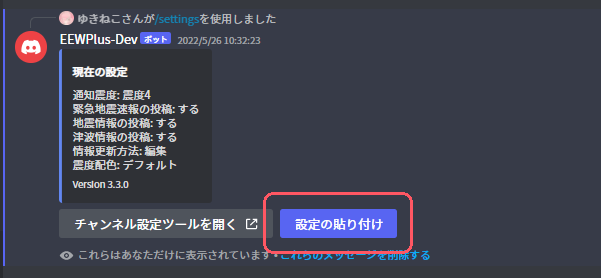 ゆきねこさんが/settingsを使用しました
EEWPlus-Dev ボット 2022/5/26 10:32:23
現在の設定
通知震度: 震度4
緊急地震速報の投稿: する
地震情報の投稿: する
津波情報の投稿: する
情報更新方法: 編集
震度配色: デフォルト
Version 3.3.0
チャンネル設定ツールを開く 設定の貼り付け
これらはあなただけに表示されています • これらのメッセージを削除する